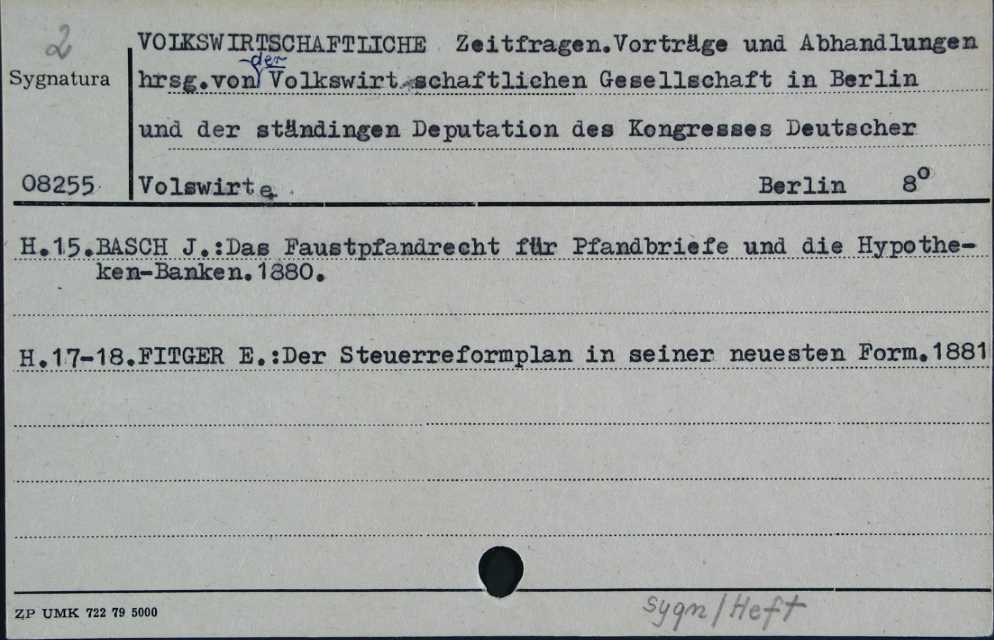 2
VOLKSWIRTSCHAFTLICHE Zeitfragen.Vorträge und Abhandlungen
der
Sygnatura hrsg.von Volkswirt schaftlichen Gesellschaft in Berlin
und der ständingen Deputation des Kongresses Deutscher
08255 Volswirte. Berlin 8°
H.15.BASCH J.:Das Faustpfandrecht für Pfandbriefe und die Hypothe-
ken-Banken.1880.
H.17-18.FITGER E.:Der Steuerreformplan in seiner neuesten Form.1881
sygn/Heft
ZP UMK 722 79 5000